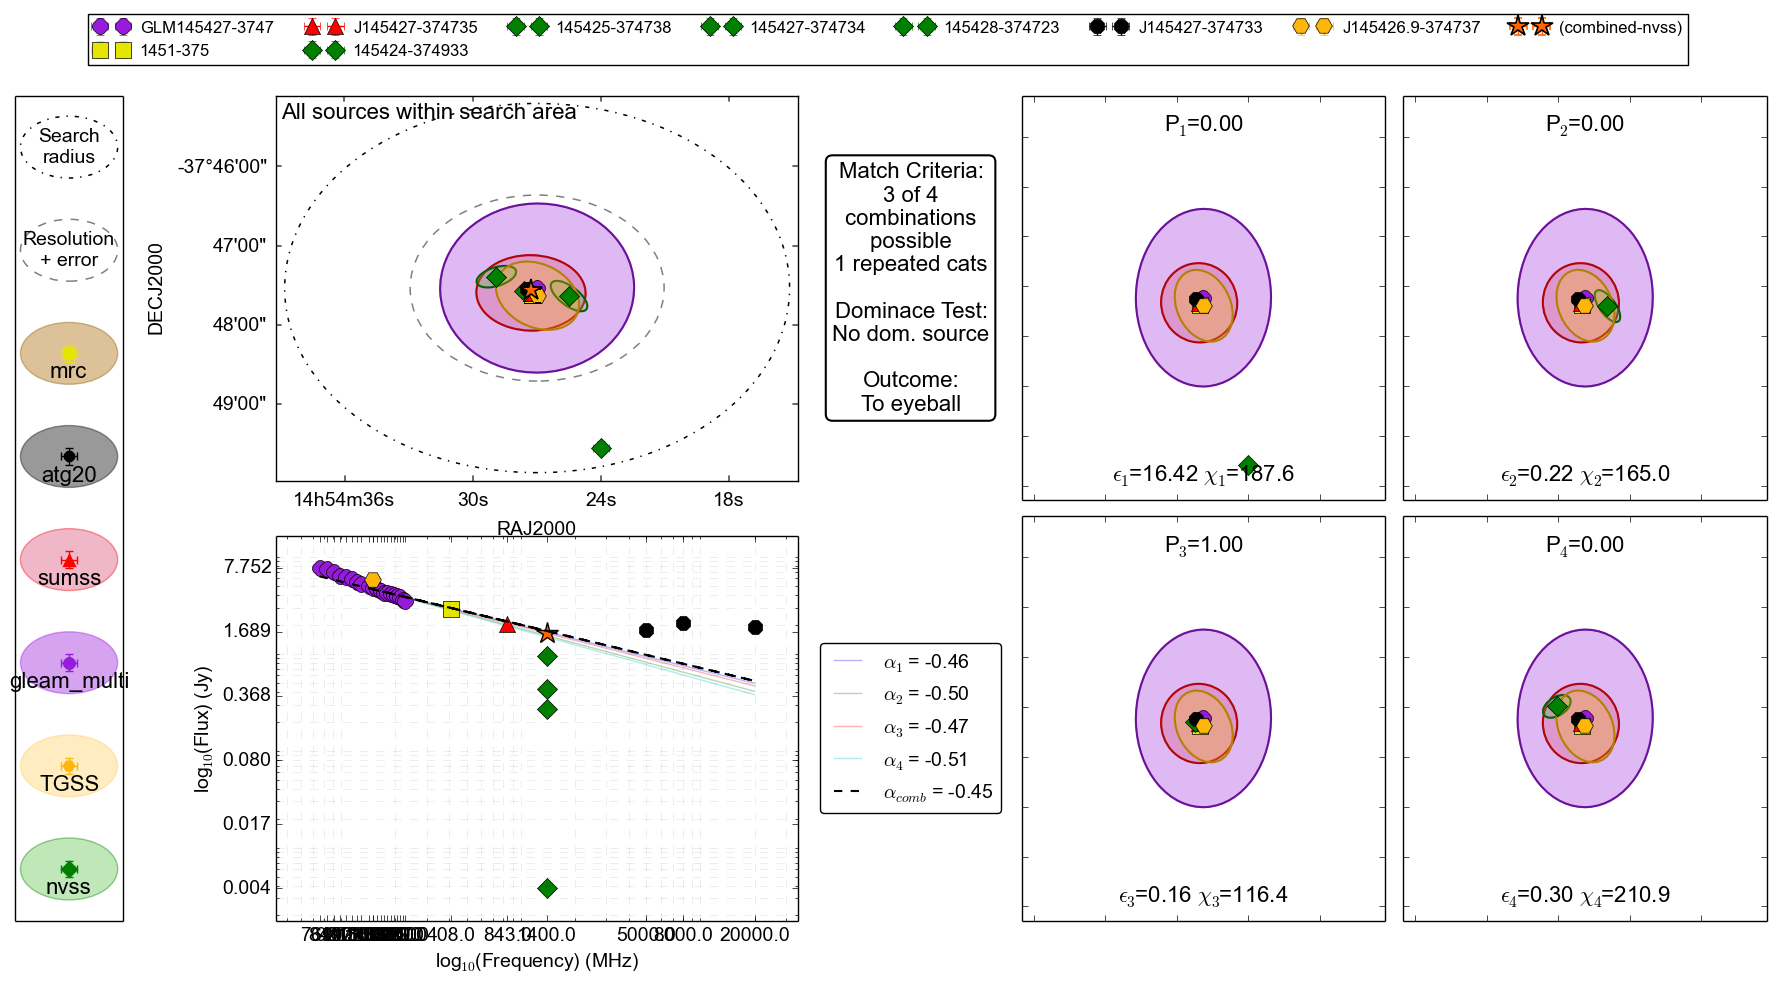 GLM145427-3747
J145427-374735
145425-374738
145427-374734
145428-374723
J145427-374733
J145426.9-374737
(combined-nvss)
1451-375
145424-374933
Search
radius
Resolution
+ error
mrc
atg20
sumss
gleam_multi
TGSS
nvss
All sources within search area
DECJ2000
-37°46'00"
47'00"
48'00"
49'00"
14h54m36s
30s
24s
18s
RAJ2000
Match Criteria:
3 of 4
combinations
possible
1 repeated cats
Dominace Test:
No dom. source
Outcome:
To eyeball
P1=0.00
ϵ1=16.42 χ1=187.6
P2=0.00
ϵ2=0.22 χ2=165.0
P3=1.00
ϵ3=0.16 χ3=116.4
P4=0.00
ϵ4=0.30 χ4=210.9
log10(Flux) (Jy)
7.752
1.689
0.368
0.080
0.017
0.004
408.0
843.0
1400.0
5000.0
8000.0
20000.0
log10(Frequency) (MHz)
α1 = -0.46
α2 = -0.50
α3 = -0.47
α4 = -0.51
αcomb = -0.45